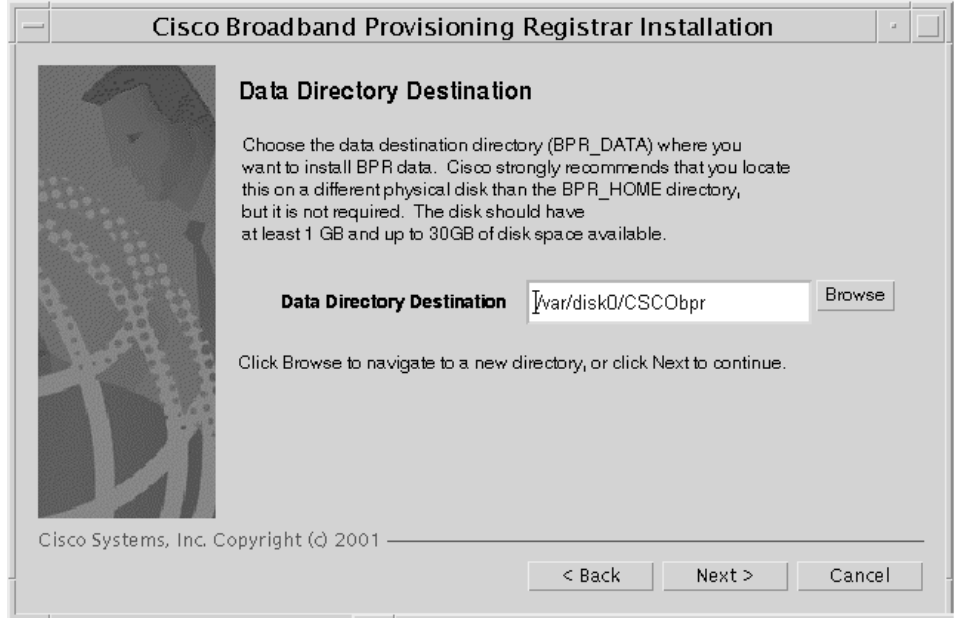 Cisco Broadband Provisioning Registrar Installation
Data Directory Destination
Choose the data destination directory (BPR_DATA) where you
want to install BPR data. Cisco strongly recommends that you locate
this on a different physical disk than the BPR_HOME directory,
but it is not required. The disk should have
at least 1 GB and up to 30GB of disk space available.
Data Directory Destination /var/disk0/CSCObpr Browse
Click Browse to navigate to a new directory, or click Next to continue.
Cisco Systems, Inc. Copyright (c) 2001
< Back Next > Cancel